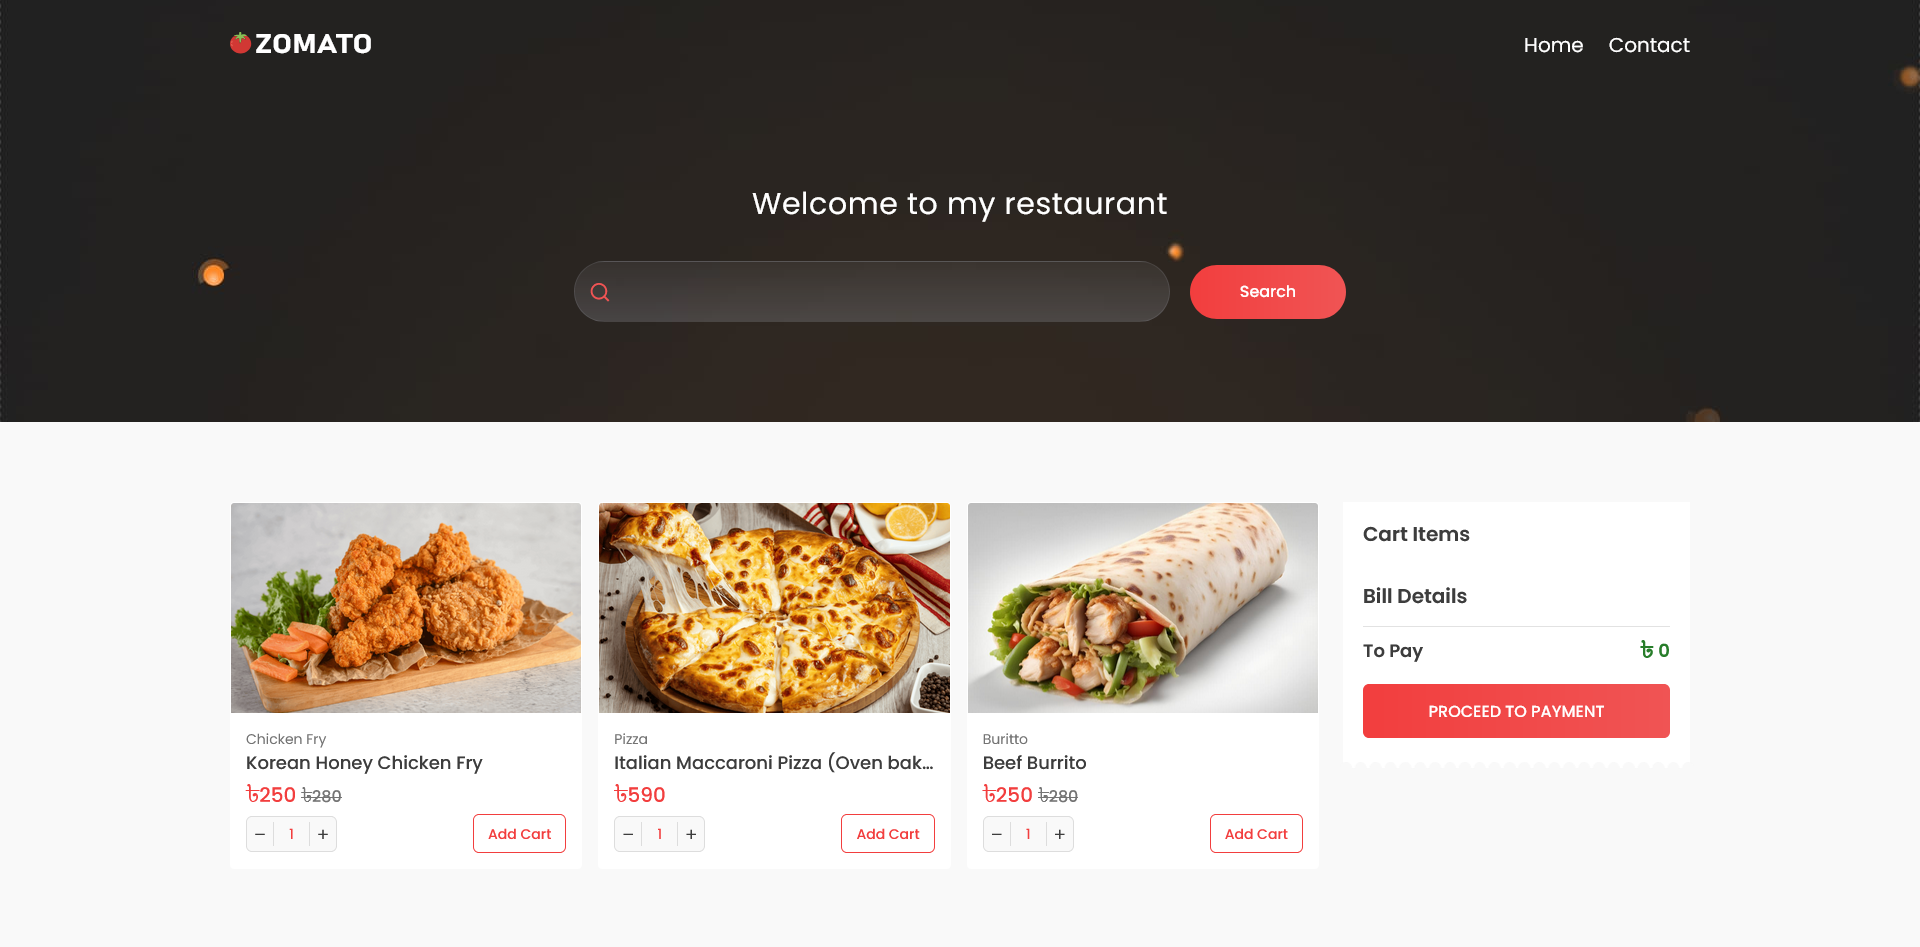 ZOMATO
Home Contact
Welcome to my restaurant
Search
Chicken Fry
Korean Honey Chicken Fry
৳250 ৳280
− 1 +
Add Cart
Pizza
Italian Maccaroni Pizza (Oven bak...
৳590
− 1 +
Add Cart
Buritto
Beef Burrito
৳250 ৳280
− 1 +
Add Cart
Cart Items
Bill Details
To Pay ৳ 0
PROCEED TO PAYMENT